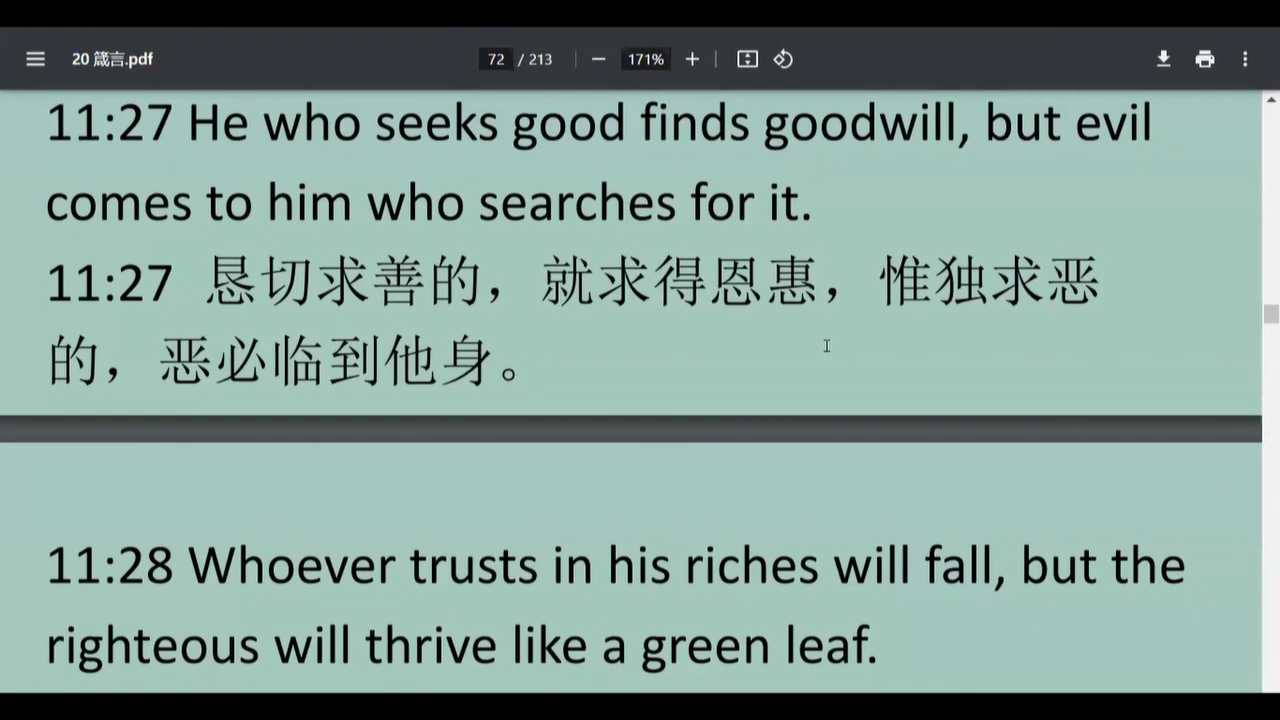 20 箴言.pdf
72 / 213
171%
11:27 He who seeks good finds goodwill, but evil
comes to him who searches for it.
11:27 恳切求善的，就求得恩惠，惟独求恶
的，恶必临到他身。
11:28 Whoever trusts in his riches will fall, but the
righteous will thrive like a green leaf.